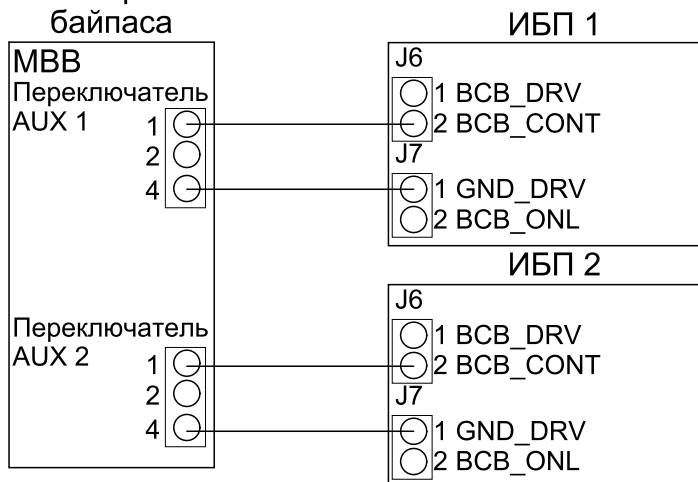 байпаса
ИБП 1
MBB
Переключатель
AUX 1
1
2
4
J6
1 BCB_DRV
2 BCB_CONT
J7
1 GND_DRV
2 BCB_ONL
ИБП 2
Переключатель
AUX 2
1
2
4
J6
1 BCB_DRV
2 BCB_CONT
J7
1 GND_DRV
2 BCB_ONL